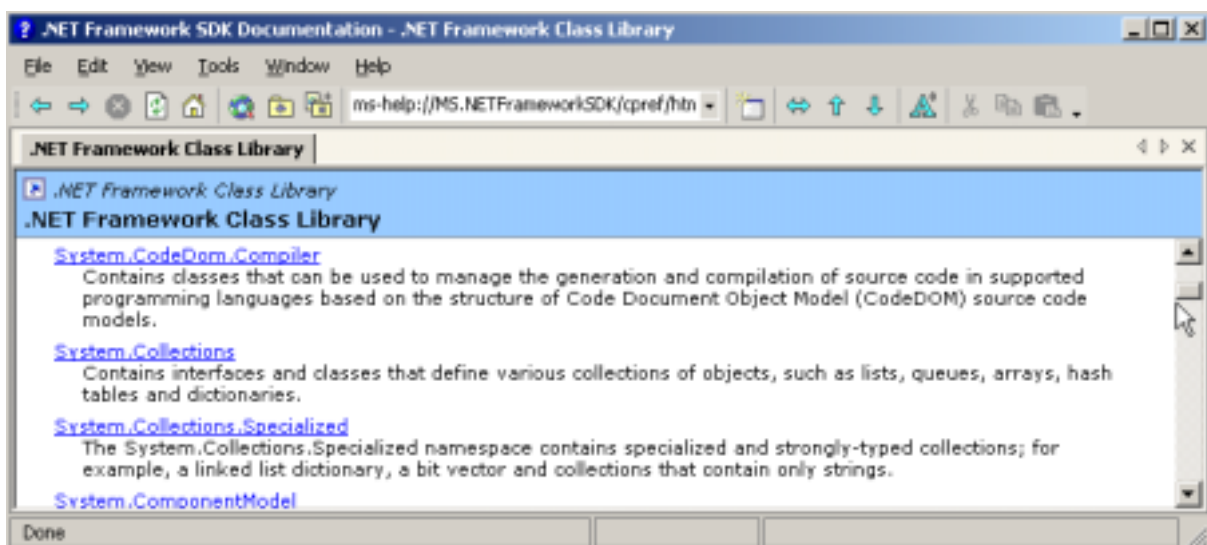 .NET Framework SDK Documentation - .NET Framework Class Library
File Edit View Tools Window Help
ms-help://MS.NETFrameworkSDK/cpref/htm
.NET Framework Class Library
.NET Framework Class Library
.NET Framework Class Library
System.CodeDom.Compiler
Contains classes that can be used to manage the generation and compilation of source code in supported
programming languages based on the structure of Code Document Object Model (CodeDOM) source code
models.
System.Collections
Contains interfaces and classes that define various collections of objects, such as lists, queues, arrays, hash
tables and dictionaries.
System.Collections.Specialized
The System.Collections.Specialized namespace contains specialized and strongly-typed collections; for
example, a linked list dictionary, a bit vector and collections that contain only strings.
System.ComponentModel
Done